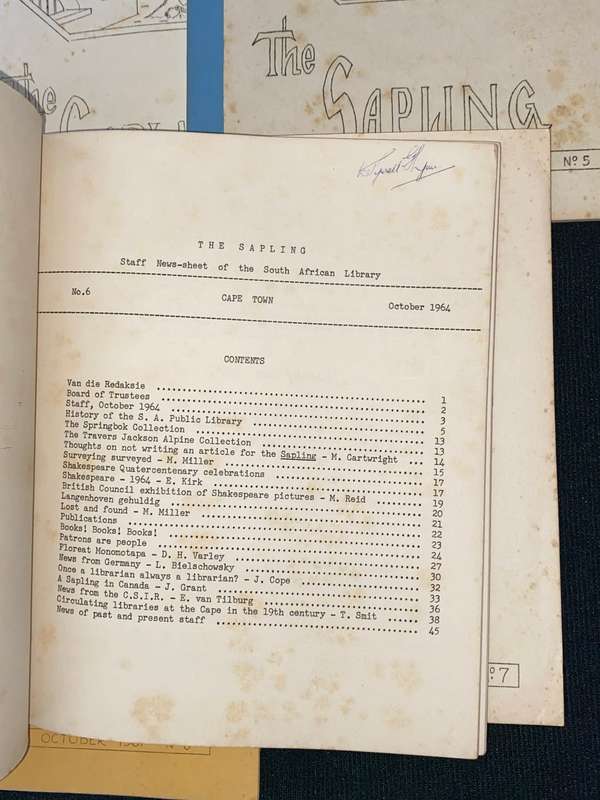 The
SAPLING
Nº 5
THE SAPLING
Staff News-sheet of the South African Library
No.6 CAPE TOWN October 1964
CONTENTS
Van die Redaksie ........ 1
Board of Trustees ........ 2
Staff, October 1964 ........ 3
History of the S. A. Public Library ........ 5
The Springbok Collection ........ 13
The Travers Jackson Alpine Collection ........ 13
Thoughts on not writing an article for the Sapling - M. Cartwright ... 14
Surveying surveyed - M. Miller ........ 15
Shakespeare Quatercentenary celebrations ........ 17
Shakespeare - 1964 - E. Kirk ........ 17
British Council exhibition of Shakespeare pictures - M. Reid ........ 19
Langenhoven gehuldig ........ 20
Lost and found - M. Miller ........ 21
Publications ........ 22
Books! Books! Books! ........ 23
Patrons are people ........ 24
Floreat Monomotapa - D. H. Varley ........ 27
News from Germany - L. Bielschowsky ........ 30
Once a librarian always a librarian? - J. Cope ........ 32
A Sapling in Canada - J. Grant ........ 33
News from the C.S.I.R. - E. van Tilburg ........ 36
Circulating libraries at the Cape in the 19th century - T. Smit ...... 38
News of past and present staff ........ 45
º 7
OCTOBER